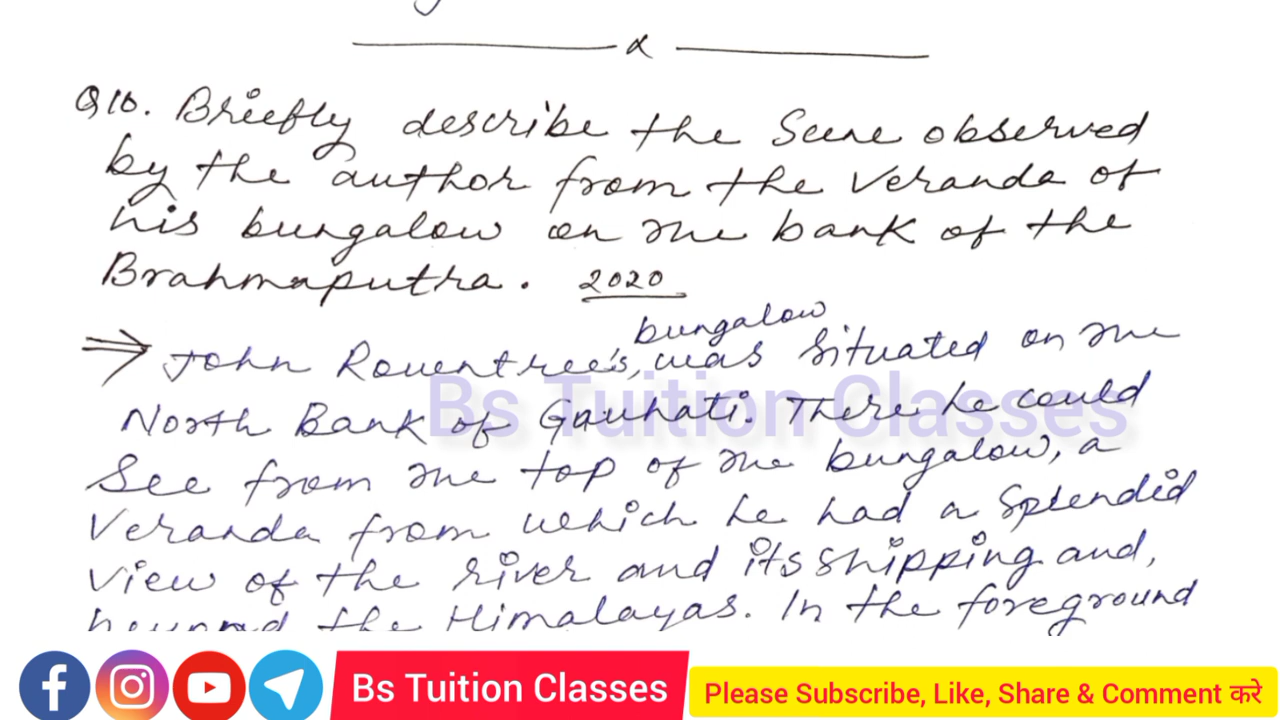 α
Q10. Briefly describe the Scene observed
by the author from the Veranda of
his bungalow on the bank of the
Brahmaputra. 2020
⇒ John Rowntree's, bungalow was situated on the
North Bank of Gauhati. There he could
See from the top of the bungalow, a
Veranda from which he had a Splendid
View of the river and its shipping and,
beyond the Himalayas. In the foreground
Bs Tuition Classes
Bs Tuition Classes
Please Subscribe, Like, Share & Comment करे